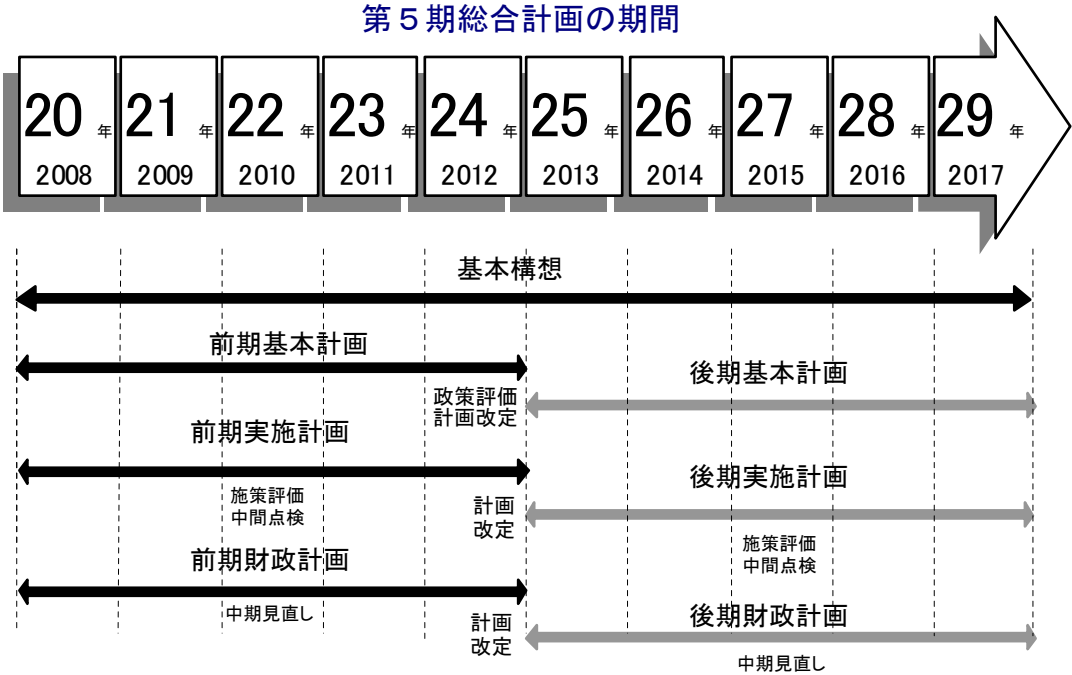 第５期総合計画の期間
20年 21年 22年 23年 24年 25年 26年 27年 28年 29年
2008 2009 2010 2011 2012 2013 2014 2015 2016 2017
基本構想
前期基本計画
後期基本計画
政策評価
計画改定
前期実施計画
後期実施計画
施策評価
中間点検
計画
改定
施策評価
中間点検
前期財政計画
中期見直し
後期財政計画
計画
改定
中期見直し